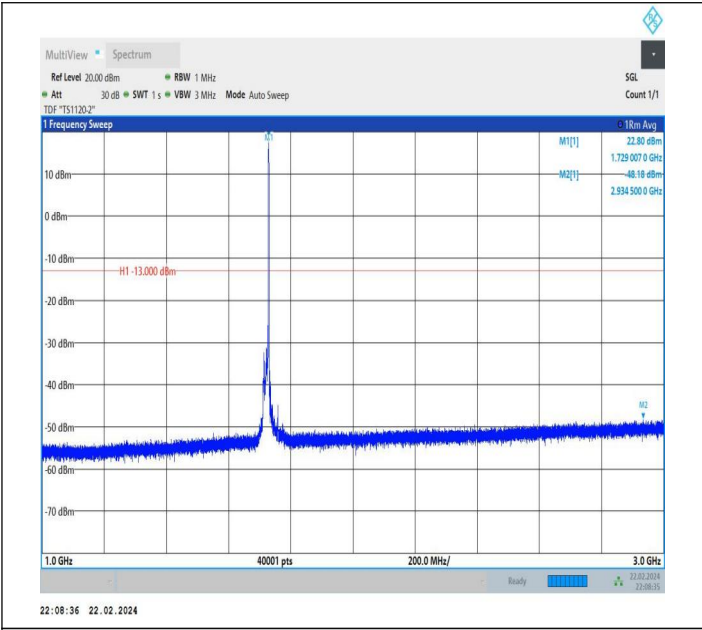 MultiView Spectrum
Ref Level 20.00 dBm RBW 1 MHz SGL
Att 30 dB SWT 1 s VBW 3 MHz Mode Auto Sweep Count 1/1
TDF "TS1120-2"
1 Frequency Sweep 1Rm Avg
M1
M1[1] 22.80 dBm
1.729 007 0 GHz
10 dBm
M2[1] -48.18 dBm
2.934 500 0 GHz
0 dBm
-10 dBm
H1 -13.000 dBm
-20 dBm
-30 dBm
-40 dBm
M2
-50 dBm
-60 dBm
-70 dBm
1.0 GHz 40001 pts 200.0 MHz/ 3.0 GHz
Ready 22.02.2024
22:08:35
22:08:36 22.02.2024